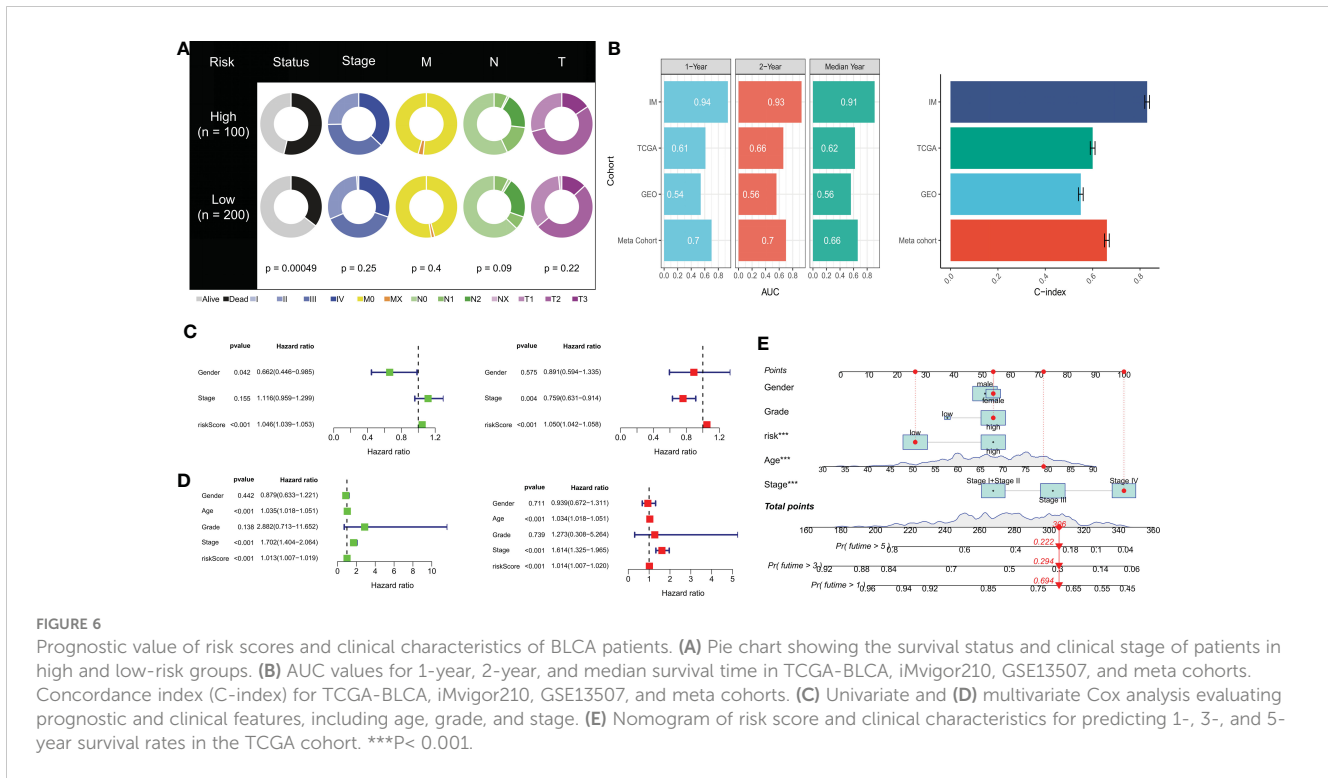 A
Risk Status Stage M N T
High
(n = 100)
Low
(n = 200)
p = 0.00049 p = 0.25 p = 0.4 p = 0.09 p = 0.22
Alive Dead I II III IV M0 MX N0 N1 N2 NX T1 T2 T3
B
1-Year 2-Year Median Year
Cohort
IM 0.94 0.93 0.91
TCGA 0.61 0.66 0.62
GEO 0.54 0.56 0.56
Meta Cohort 0.7 0.7 0.66
0.0 0.2 0.4 0.6 0.8 0.0 0.2 0.4 0.6 0.8 0.0 0.2 0.4 0.6 0.8
AUC
IM
TCGA
GEO
Meta cohort
0.0 0.2 0.4 0.6 0.8
C-index
C
pvalue Hazard ratio
Gender 0.042 0.662(0.446-0.985)
Stage 0.155 1.116(0.959-1.299)
riskScore <0.001 1.046(1.039-1.053)
0.0 0.4 0.8 1.2
Hazard ratio
pvalue Hazard ratio
Gender 0.575 0.891(0.594-1.335)
Stage 0.004 0.759(0.631-0.914)
riskScore <0.001 1.050(1.042-1.058)
0.0 0.2 0.4 0.6 0.8 1.0 1.2
Hazard ratio
D
pvalue Hazard ratio
Gender 0.442 0.879(0.633-1.221)
Age <0.001 1.035(1.018-1.051)
Grade 0.138 2.882(0.713-11.652)
Stage <0.001 1.702(1.404-2.064)
riskScore <0.001 1.013(1.007-1.019)
0 2 4 6 8 10
Hazard ratio
pvalue Hazard ratio
Gender 0.711 0.939(0.672-1.311)
Age <0.001 1.034(1.018-1.051)
Grade 0.739 1.273(0.308-5.264)
Stage <0.001 1.614(1.325-1.965)
riskScore <0.001 1.014(1.007-1.020)
0 1 2 3 4 5
Hazard ratio
E
Points
0 10 20 30 40 50 60 70 80 90 100
Gender
male
female
Grade
low
high
risk***
low
high
Age***
30 35 40 45 50 55 60 65 70 75 80 85 90
Stage***
Stage I+Stage II
Stage III
Stage IV
Total points
160 180 200 220 240 260 280 300 320 340 360
0.222
Pr( futime > 5)
0.8 0.6 0.4 0.18 0.1 0.04
0.294
Pr( futime > 3)
0.92 0.88 0.84 0.7 0.5 0.3 0.14 0.06
0.694
Pr( futime > 1)
0.96 0.94 0.92 0.85 0.75 0.65 0.55 0.45
FIGURE 6
Prognostic value of risk scores and clinical characteristics of BLCA patients. (A) Pie chart showing the survival status and clinical stage of patients in
high and low-risk groups. (B) AUC values for 1-year, 2-year, and median survival time in TCGA-BLCA, iMvigor210, GSE13507, and meta cohorts.
Concordance index (C-index) for TCGA-BLCA, iMvigor210, GSE13507, and meta cohorts. (C) Univariate and (D) multivariate Cox analysis evaluating
prognostic and clinical features, including age, grade, and stage. (E) Nomogram of risk score and clinical characteristics for predicting 1-, 3-, and 5-
year survival rates in the TCGA cohort. ***P< 0.001.